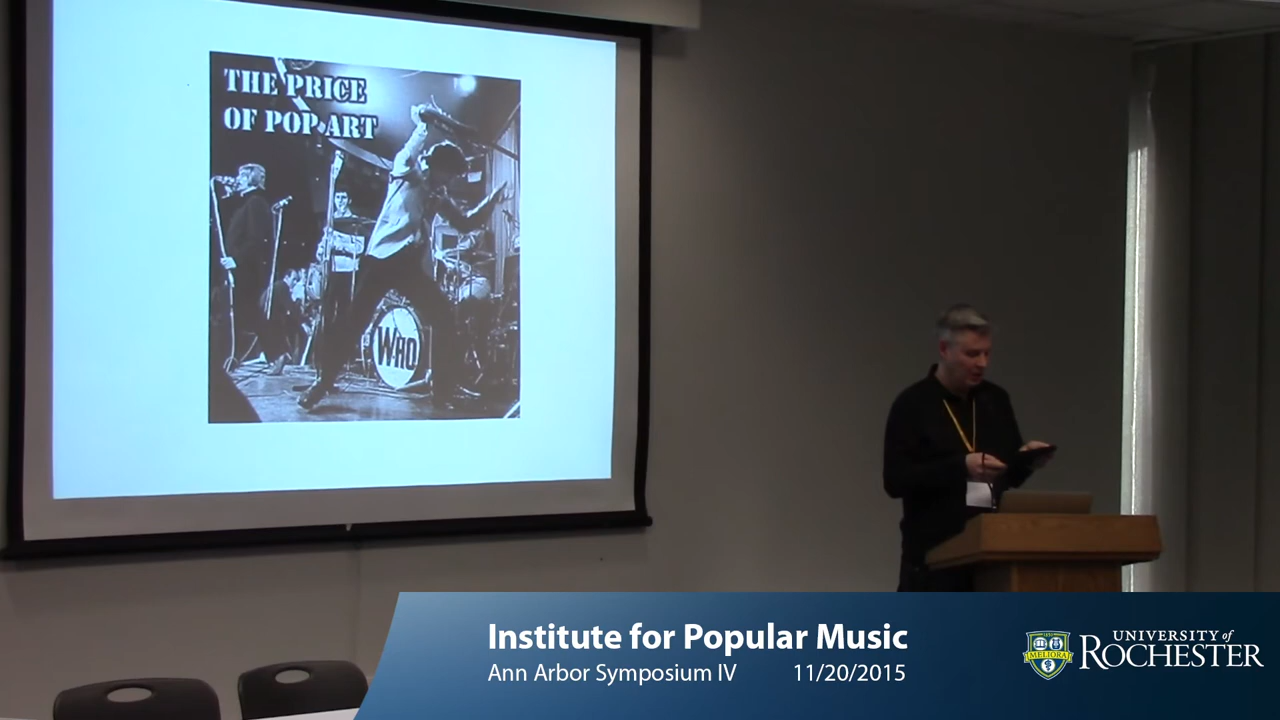 THE PRICE
OF POP ART
WHO
Institute for Popular Music
Ann Arbor Symposium IV 11/20/2015
MELIORA
UNIVERSITY of
ROCHESTER